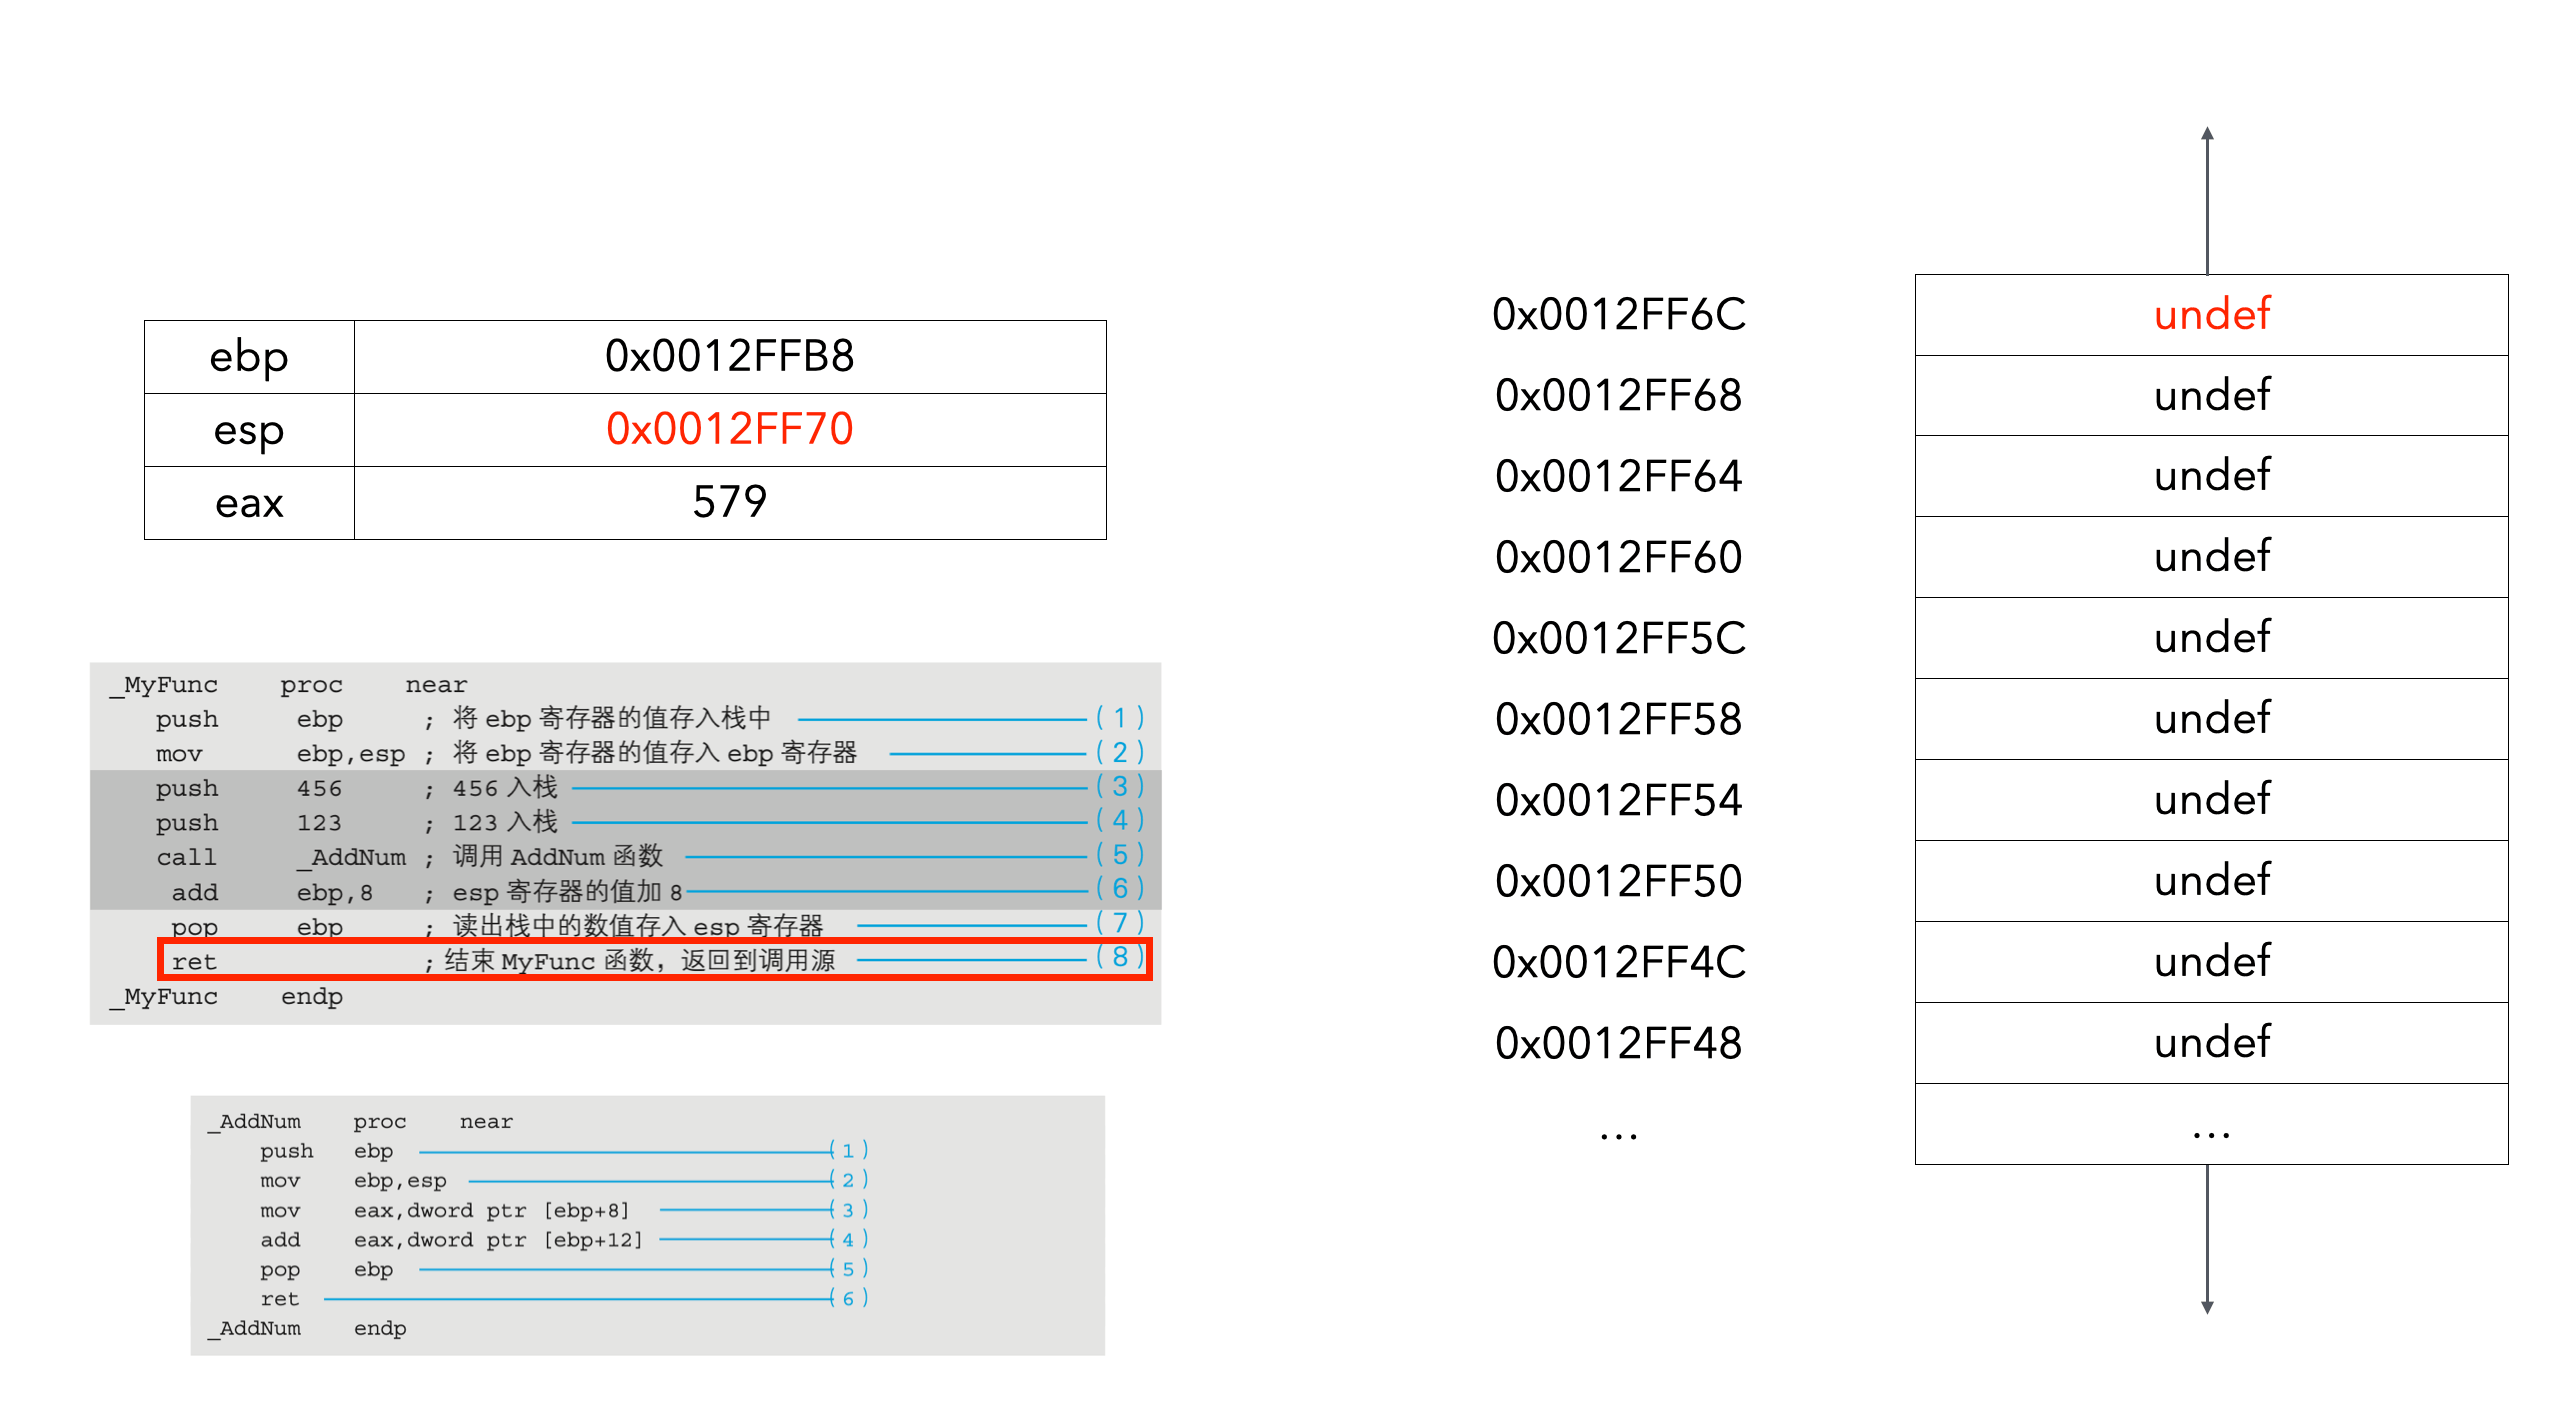 ebp 0x0012FFB8
esp 0x0012FF70
eax 579
_MyFunc proc near
push ebp ; 将 ebp 寄存器的值存入栈中 (1)
mov ebp,esp ; 将 ebp 寄存器的值存入 ebp 寄存器 (2)
push 456 ; 456 入栈 (3)
push 123 ; 123 入栈 (4)
call _AddNum ; 调用 AddNum 函数 (5)
add ebp,8 ; esp 寄存器的值加 8 (6)
pop ebp ; 读出栈中的数值存入 esp 寄存器 (7)
ret ; 结束 MyFunc 函数，返回到调用源 (8)
_MyFunc endp
_AddNum proc near
push ebp (1)
mov ebp,esp (2)
mov eax,dword ptr [ebp+8] (3)
add eax,dword ptr [ebp+12] (4)
pop ebp (5)
ret (6)
_AddNum endp
0x0012FF6C undef
0x0012FF68 undef
0x0012FF64 undef
0x0012FF60 undef
0x0012FF5C undef
0x0012FF58 undef
0x0012FF54 undef
0x0012FF50 undef
0x0012FF4C undef
0x0012FF48 undef
... ...